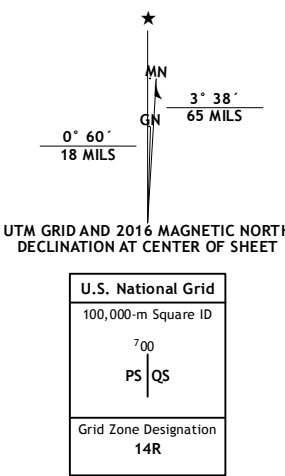 ★
MN
3° 38´
65 MILS
GN
0° 60´
18 MILS
UTM GRID AND 2016 MAGNETIC NORTH
DECLINATION AT CENTER OF SHEET
U.S. National Grid
100,000-m Square ID
⁷00
PS QS
Grid Zone Designation
14R